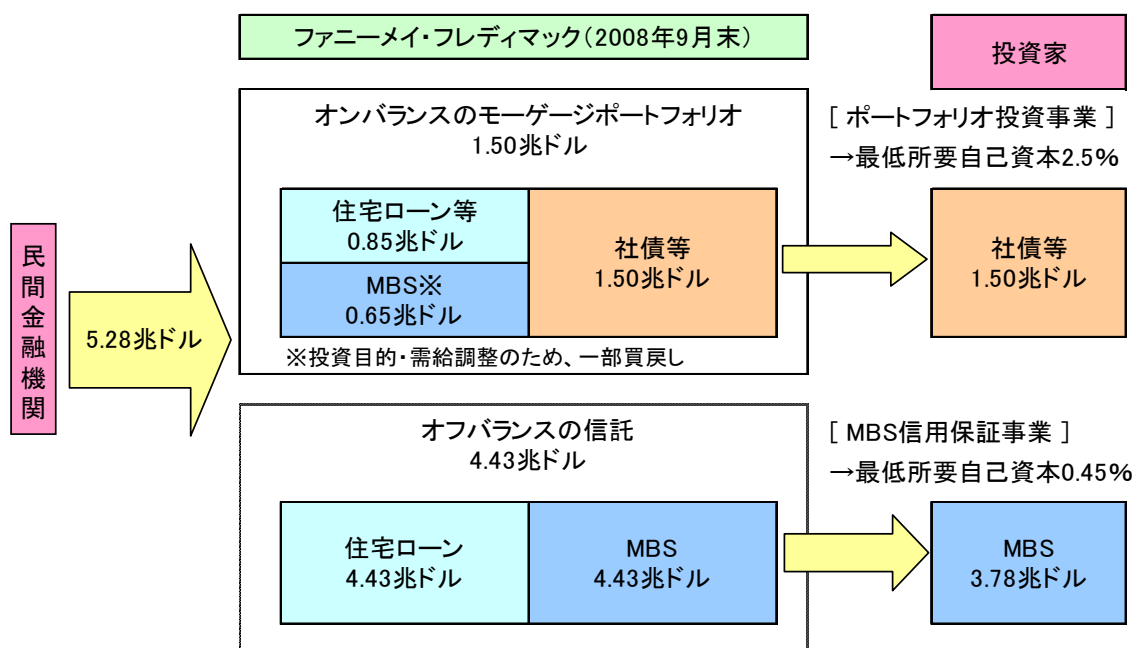 ファニーメイ・フレディマック(2008年9月末)
投資家
オンバランスのモーゲージポートフォリオ
1.50兆ドル
[ ポートフォリオ投資事業 ]
→最低所要自己資本2.5%
住宅ローン等
0.85兆ドル
MBS※
0.65兆ドル
社債等
1.50兆ドル
社債等
1.50兆ドル
※投資目的・需給調整のため、一部買戻し
民間金融機関
5.28兆ドル
オフバランスの信託
4.43兆ドル
[ MBS信用保証事業 ]
→最低所要自己資本0.45%
住宅ローン
4.43兆ドル
MBS
4.43兆ドル
MBS
3.78兆ドル